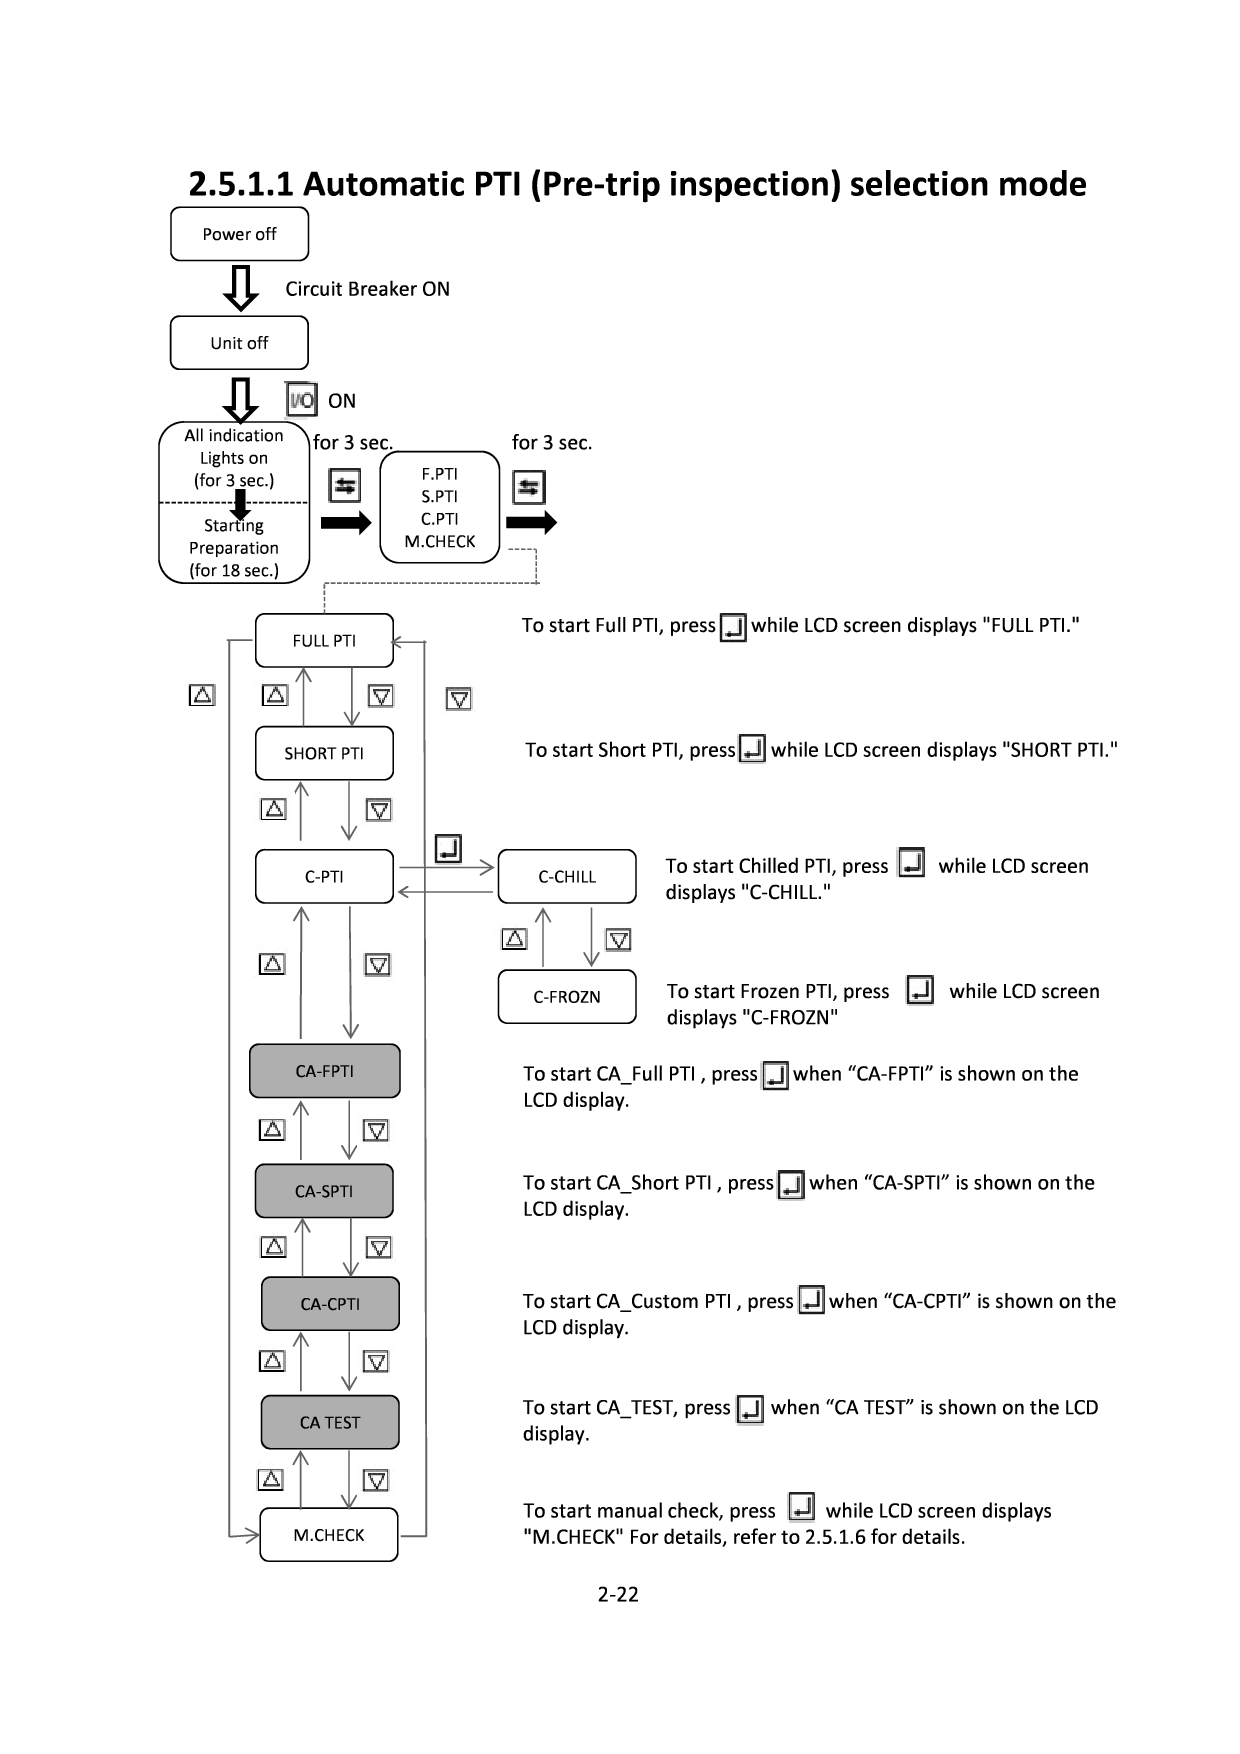 2.5.1.1 Automatic PTI (Pre-trip inspection) selection mode
Power off
Circuit Breaker ON
Unit off
I/O ON
All indication
Lights on
(for 3 sec.)
Starting
Preparation
(for 18 sec.)
for 3 sec.
F.PTI
S.PTI
C.PTI
M.CHECK
for 3 sec.
FULL PTI
To start Full PTI, press while LCD screen displays "FULL PTI."
SHORT PTI
To start Short PTI, press while LCD screen displays "SHORT PTI."
C-PTI
C-CHILL
To start Chilled PTI, press while LCD screen
displays "C-CHILL."
C-FROZN
To start Frozen PTI, press while LCD screen
displays "C-FROZN"
CA-FPTI
To start CA_Full PTI , press when “CA-FPTI” is shown on the
LCD display.
CA-SPTI
To start CA_Short PTI , press when “CA-SPTI” is shown on the
LCD display.
CA-CPTI
To start CA_Custom PTI , press when “CA-CPTI” is shown on the
LCD display.
CA TEST
To start CA_TEST, press when “CA TEST” is shown on the LCD
display.
M.CHECK
To start manual check, press while LCD screen displays
"M.CHECK" For details, refer to 2.5.1.6 for details.
2-22